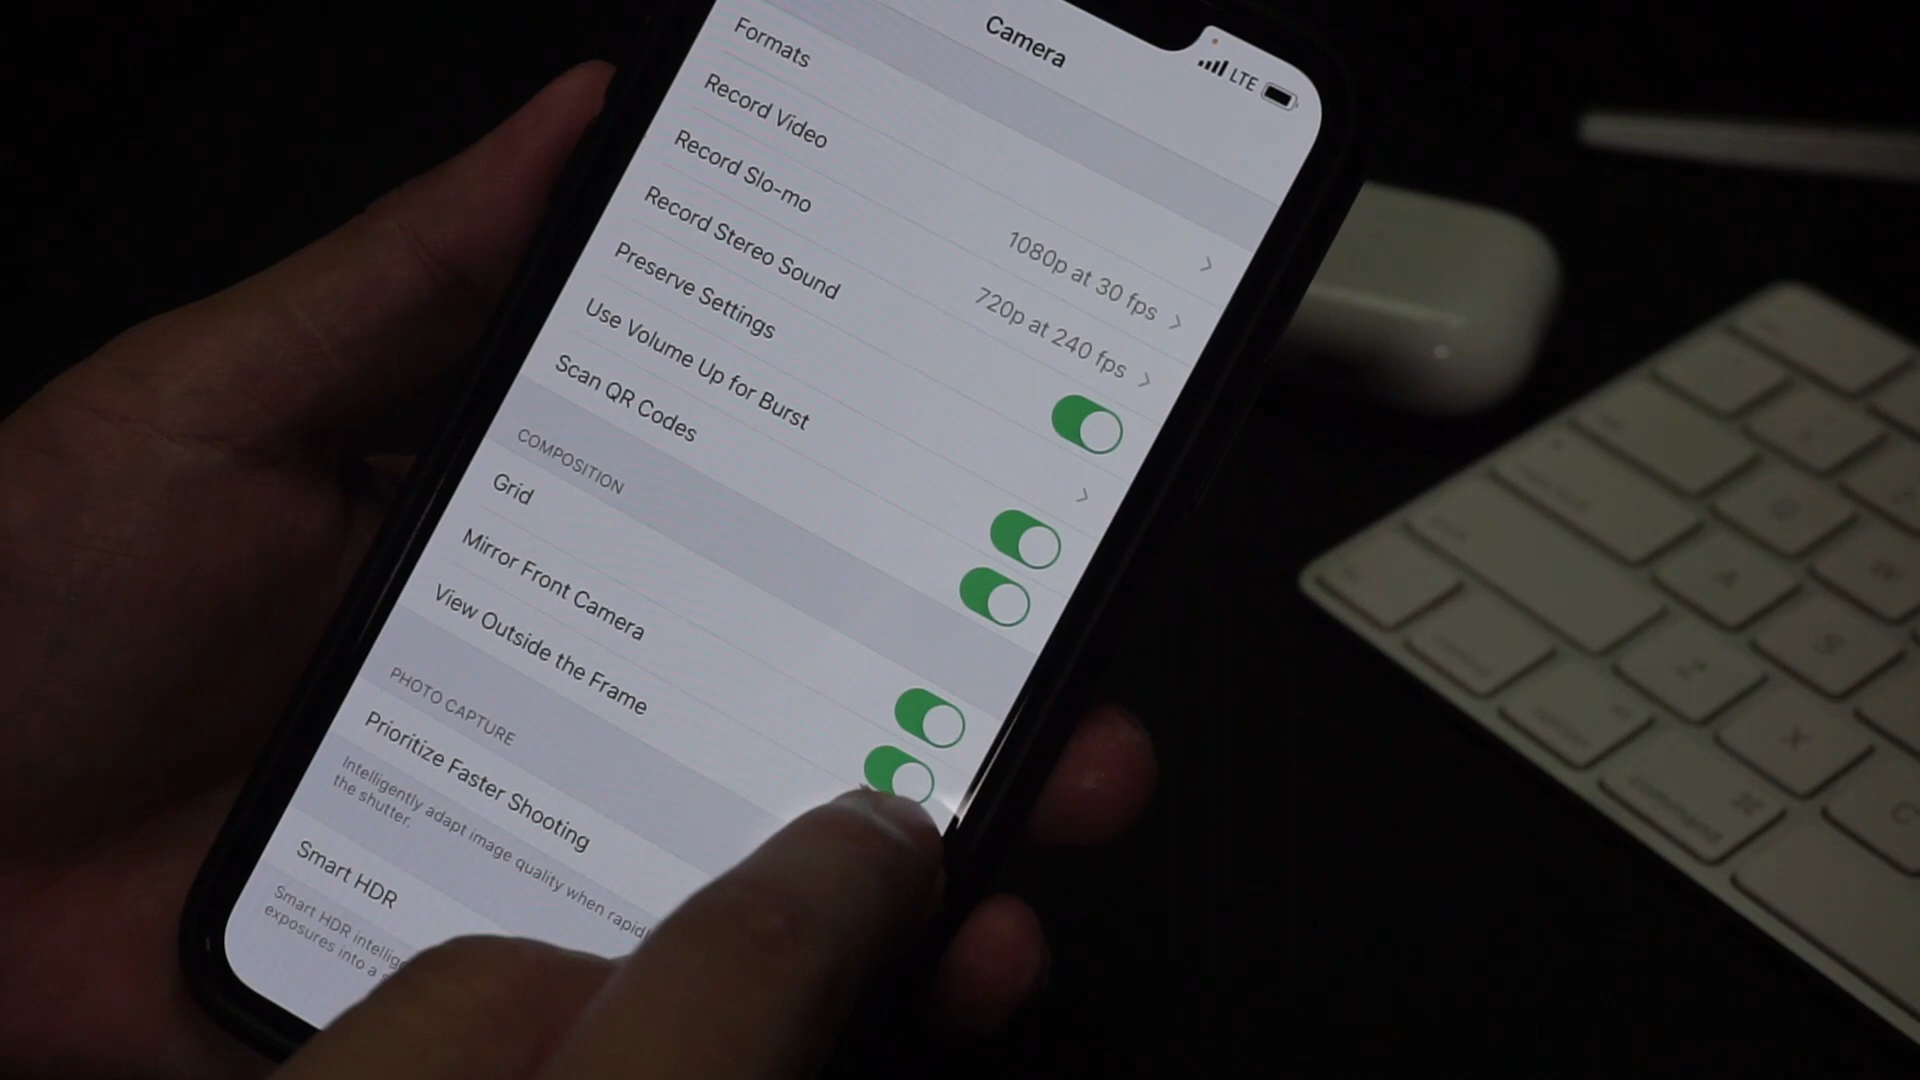 Camera
LTE
Formats
Record Video
1080p at 30 fps
Record Slo-mo
720p at 240 fps
Record Stereo Sound
Preserve Settings
Use Volume Up for Burst
Scan QR Codes
COMPOSITION
Grid
Mirror Front Camera
View Outside the Frame
PHOTO CAPTURE
Prioritize Faster Shooting
Intelligently adapt image quality when
the shutter.
Smart HDR
Smart HDR
exposures into a
A
W
S
Z
X
C
command